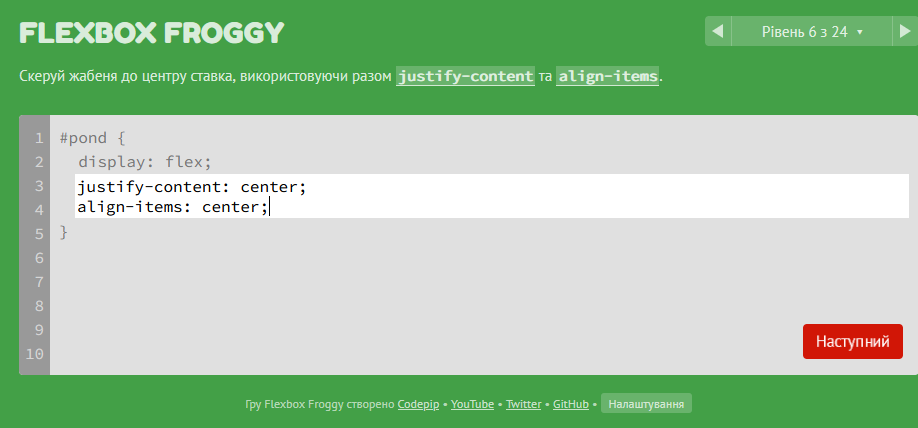 FLEXBOX FROGGY
Рівень 6 з 24
Скеруй жабеня до центру ставка, використовуючи разом justify-content та align-items.
1 #pond {
2 display: flex;
3 justify-content: center;
4 align-items: center;
5 }
6
7
8
9
10
Наступний
Гру Flexbox Froggy створено Codepip • YouTube • Twitter • GitHub • Налаштування